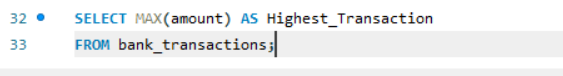 32 SELECT MAX(amount) AS Highest_Transaction
33 FROM bank_transactions;